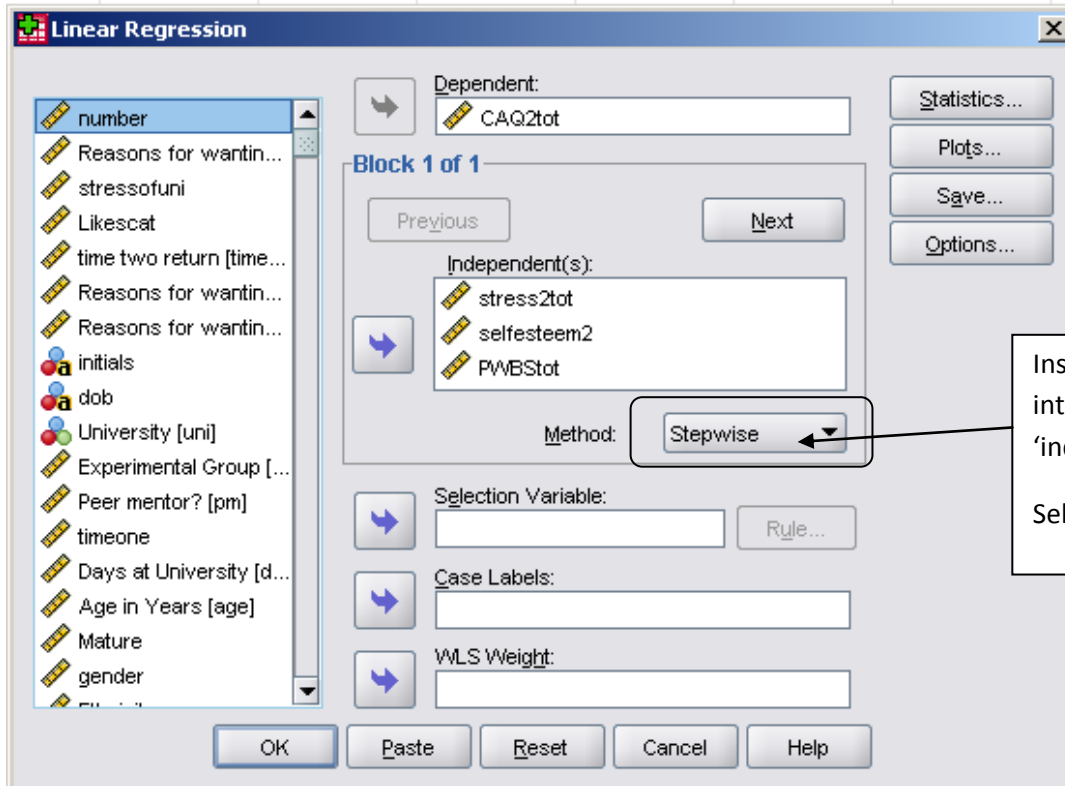 Linear Regression
number
Reasons for wantin...
stressofuni
Likescat
time two return [time...
Reasons for wantin...
Reasons for wantin...
initials
dob
University [uni]
Experimental Group [...
Peer mentor? [pm]
timeone
Days at University [d...
Age in Years [age]
Mature
gender
Dependent:
CAQ2tot
Block 1 of 1
Previous
Next
Independent(s):
stress2tot
selfesteem2
PWBStot
Method:
Stepwise
Selection Variable:
Rule...
Case Labels:
WLS Weight:
Statistics...
Plots...
Save...
Options...
OK
Paste
Reset
Cancel
Help